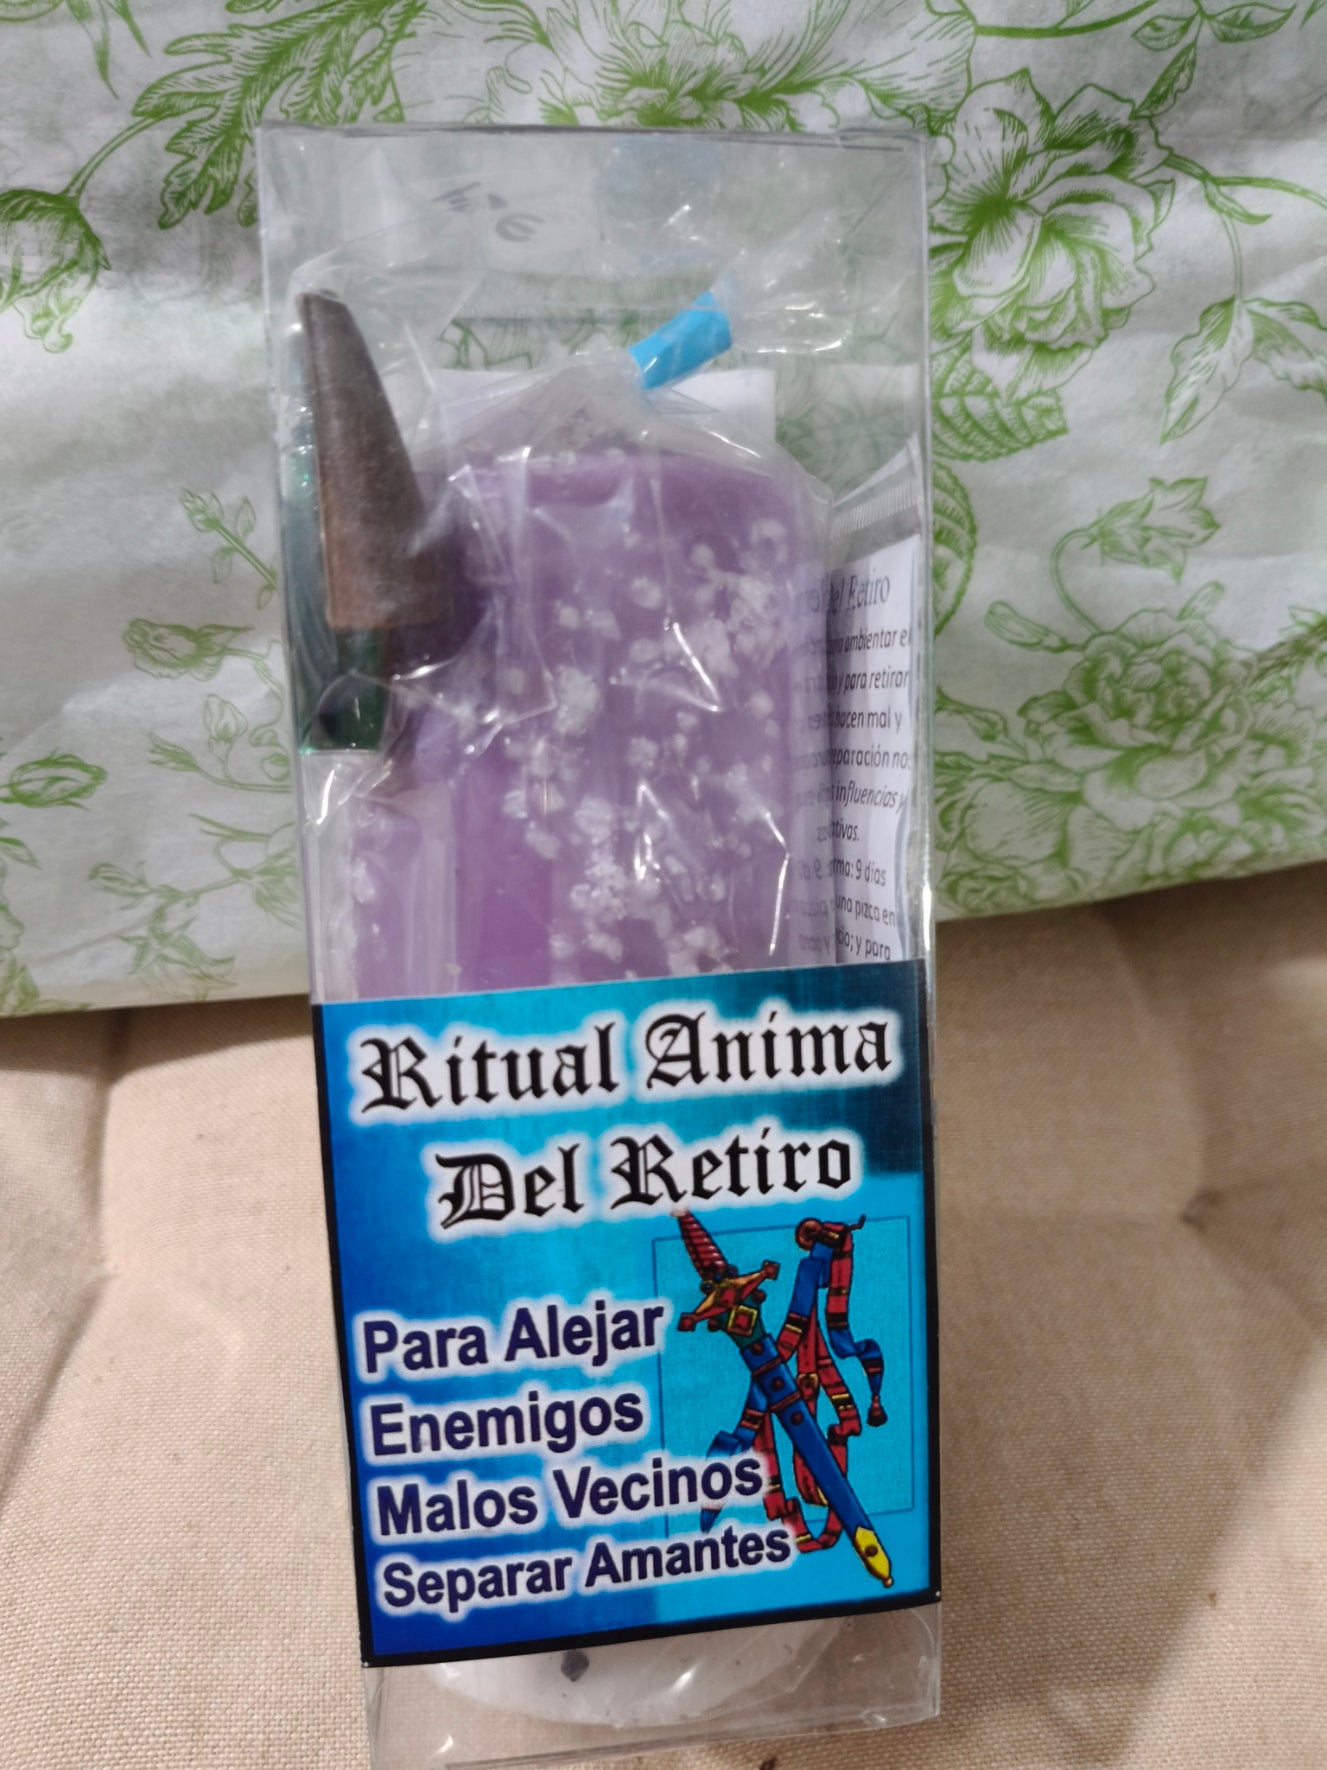 del Retiro
ambientar el
y para retirar
hacen mal y
separación no
influencias y
9 días
una pizca en
y para
Ritual Anima
Del Retiro
Para Alejar
Enemigos
Malos Vecinos
Separar Amantes